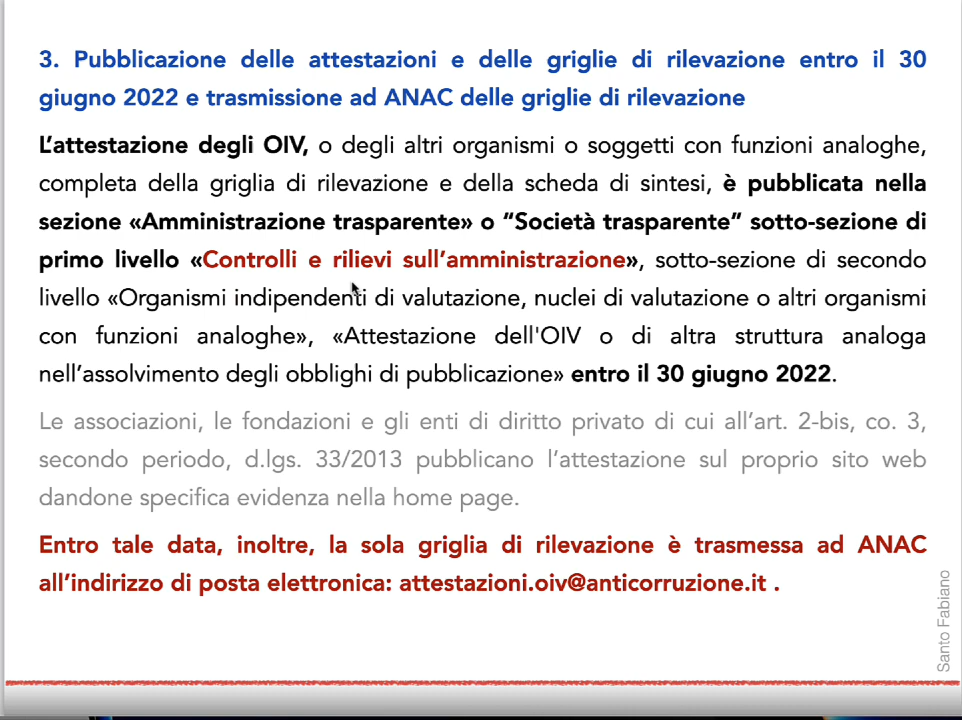 3. Pubblicazione delle attestazioni e delle griglie di rilevazione entro il 30
giugno 2022 e trasmissione ad ANAC delle griglie di rilevazione
L’attestazione degli OIV, o degli altri organismi o soggetti con funzioni analoghe,
completa della griglia di rilevazione e della scheda di sintesi, è pubblicata nella
sezione «Amministrazione trasparente» o “Società trasparente” sotto-sezione di
primo livello «Controlli e rilievi sull’amministrazione», sotto-sezione di secondo
livello «Organismi indipendenti di valutazione, nuclei di valutazione o altri organismi
con funzioni analoghe», «Attestazione dell'OIV o di altra struttura analoga
nell’assolvimento degli obblighi di pubblicazione» entro il 30 giugno 2022.
Le associazioni, le fondazioni e gli enti di diritto privato di cui all’art. 2-bis, co. 3,
secondo periodo, d.lgs. 33/2013 pubblicano l’attestazione sul proprio sito web
dandone specifica evidenza nella home page.
Entro tale data, inoltre, la sola griglia di rilevazione è trasmessa ad ANAC
all’indirizzo di posta elettronica: attestazioni.oiv@anticorruzione.it .
Santo Fabiano